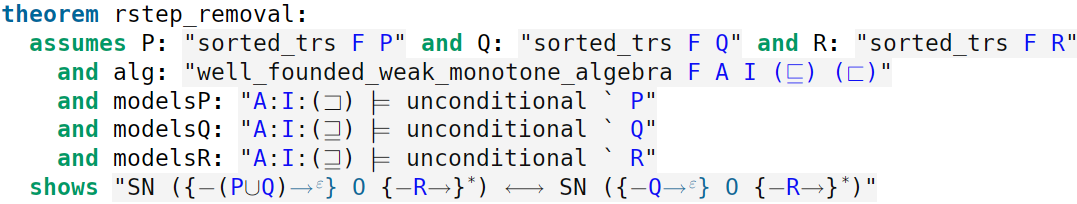 theorem rstep_removal:
assumes P: "sorted_trs F P" and Q: "sorted_trs F Q" and R: "sorted_trs F R"
and alg: "well_founded_weak_monotone_algebra F A I (⊑) (⊏)"
and modelsP: "A:I:(⊐) ⊨ unconditional ` P"
and modelsQ: "A:I:(⊒) ⊨ unconditional ` Q"
and modelsR: "A:I:(⊒) ⊨ unconditional ` R"
shows "SN ({-(P∪Q)→ᵋ} O {-R→}*) ⟷ SN ({-Q→ᵋ} O {-R→}*)"